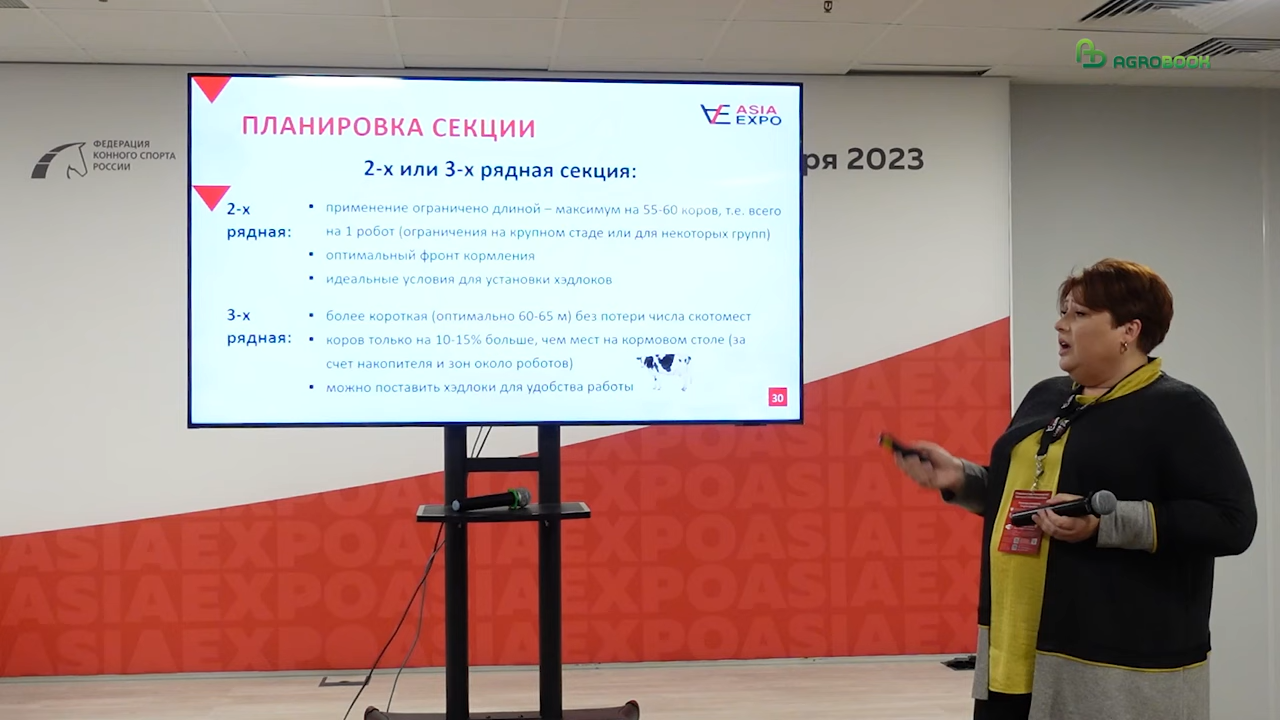 AGROBOOK
ФЕДЕРАЦИЯ
КОННОГО СПОРТА
РОССИИ
ря 2023
ASIA
EXPO
ПЛАНИРОВКА СЕКЦИИ
2-х или 3-х рядная секция:
2-х
рядная:
• применение ограничено длиной – максимум на 55-60 коров, т.е. всего
на 1 робот (ограничения на крупном стаде или для некоторых групп)
• оптимальный фронт кормления
• идеальные условия для установки хэдлоков
3-х
рядная:
• более короткая (оптимально 60-65 м) без потери числа скотомест
• коров только на 10-15% больше, чем мест на кормовом столе (за
счет накопителя и зон около роботов)
• можно поставить хэдлоки для удобства работы
30
ASIAEXPOASIAEXPOASIAEXPO
ASIAEXPOASIAEXPOASIAEXPO
ASIAEXPOASIAEXPOASIAEXPO